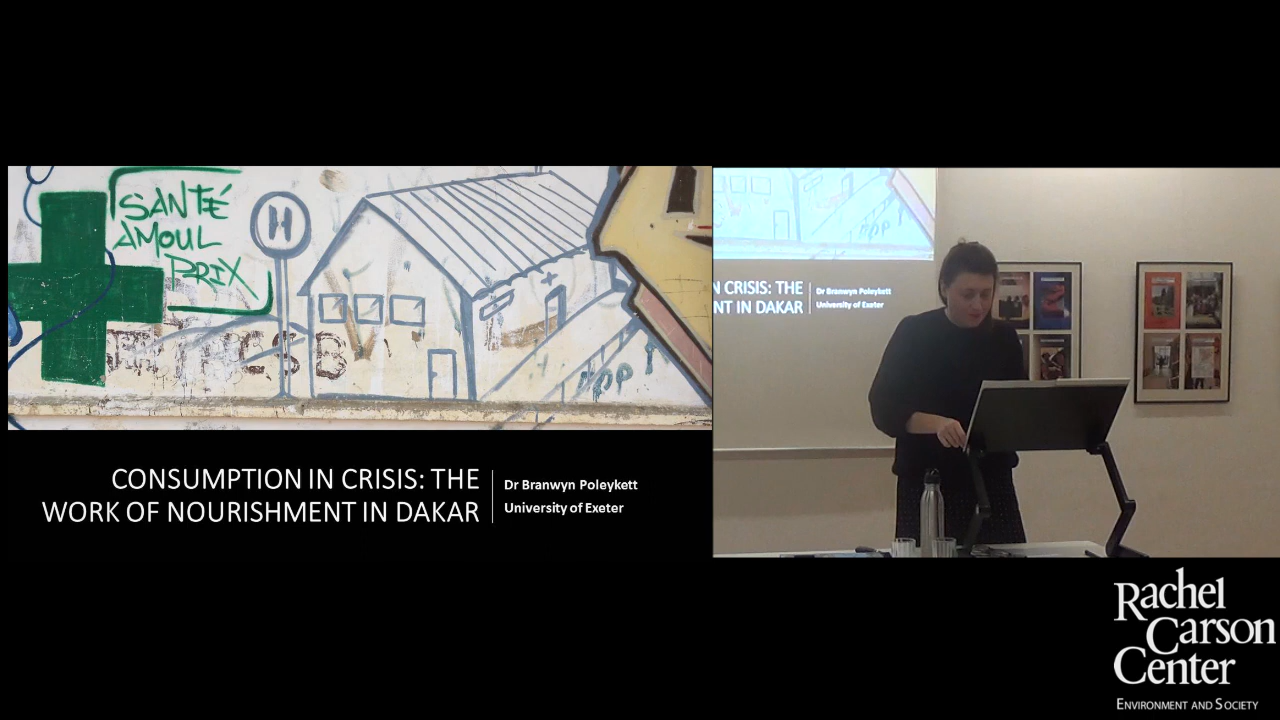 SANTÉ
AMOUL
PRIX
H
CONSUMPTION IN CRISIS: THE
WORK OF NOURISHMENT IN DAKAR
Dr Branwyn Poleykett
University of Exeter
N CRISIS: THE
NT IN DAKAR
Dr Branwyn Poleykett
University of Exeter
Rachel
Carson
Center
ENVIRONMENT AND SOCIETY